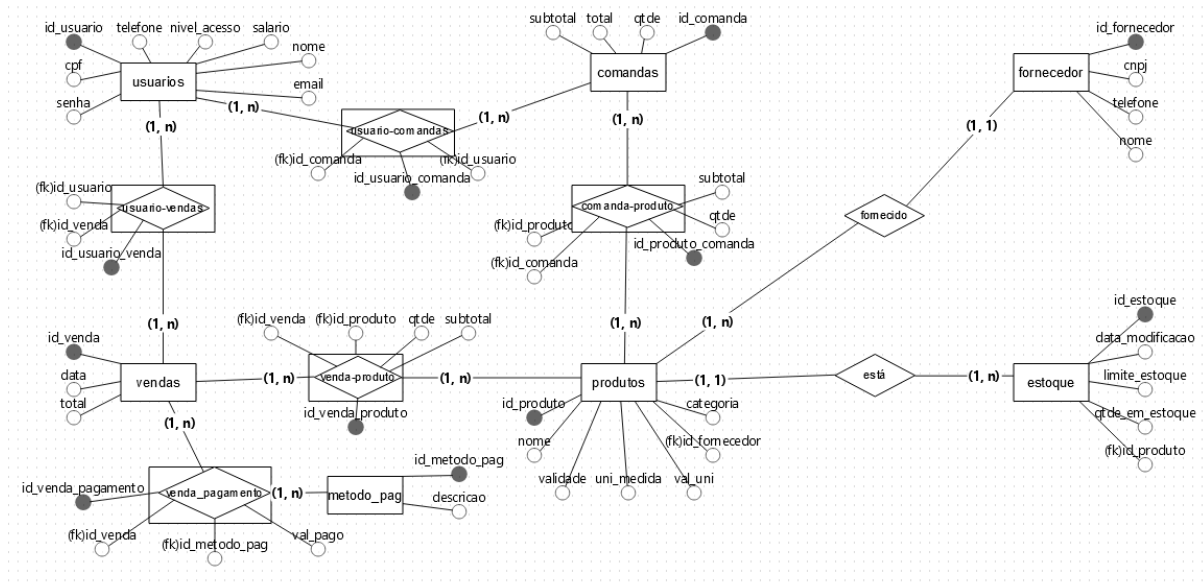 subtotal total qtde id_comanda
comandas
id_usuario telefone nivel_acesso salario
nome
cpf
usuarios
email
senha
(1, n)
(1, n)
(1, n)
(1, n)
usuario-comandas
(fk)id_comanda
(fk)id_usuario
id_usuario_comanda
id_fornecedor
fornecedor
cnpj
telefone
nome
(1, 1)
fornecido
(1, n)
(fk)id_usuario
usuario-vendas
(fk)id_venda
id_usuario_venda
(1, n)
subtotal
comanda-produto
qtde
(fk)id_produto
id_produto_comanda
(fk)id_comanda
(1, n)
id_venda
vendas
data
total
(1, n)
(fk)id_venda (fk)id_produto qtde subtotal
(1, n)
venda-produto
(1, n)
id_venda_produto
produtos
id_produto
categoria
nome
(fk)id_fornecedor
validade uni_medida val_uni
(1, 1)
está
(1, n)
id_estoque
data_modificacao
estoque
limite_estoque
qtde_em_estoque
(fk)id_produto
id_venda_pagamento
venda_pagamento
(1, n)
(fk)id_venda
(fk)id_metodo_pag
val_pago
id_metodo_pag
metodo_pag
descricao